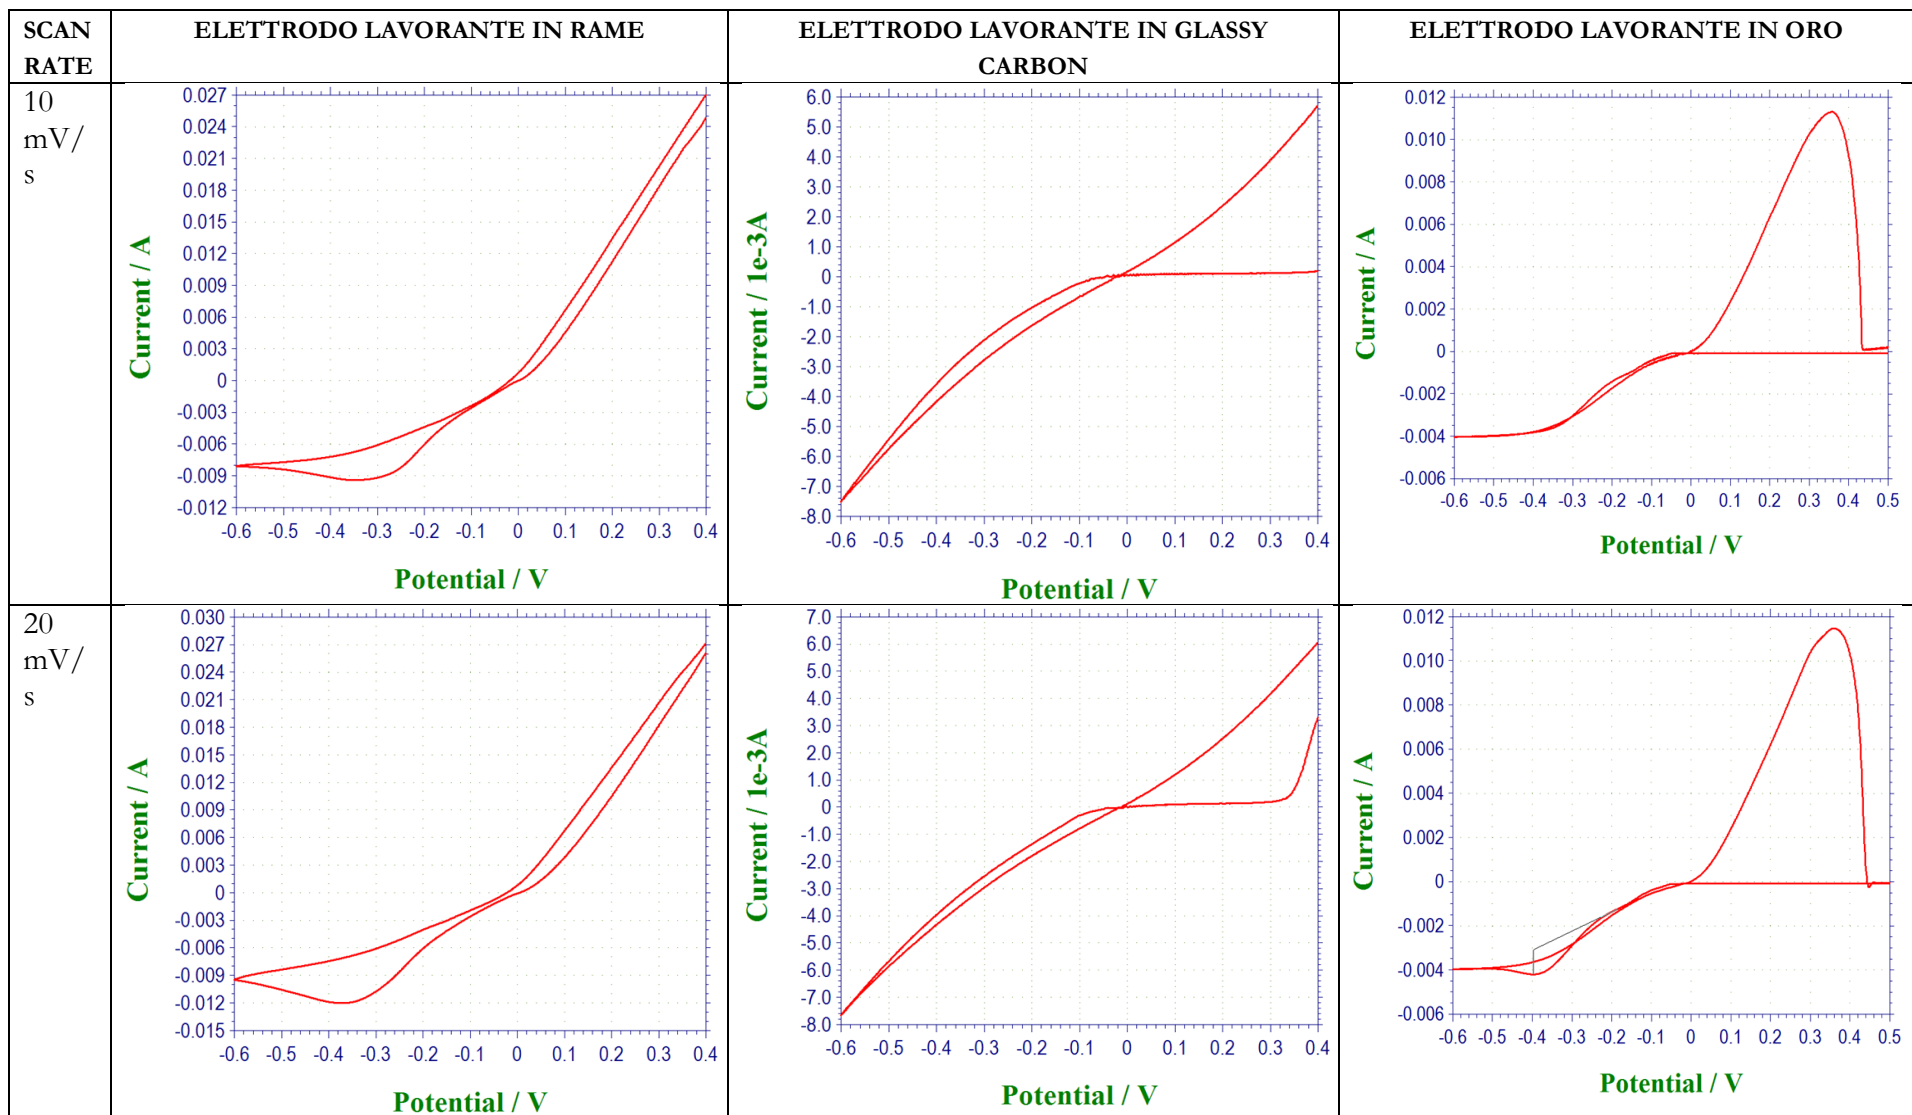 SCAN
RATE
ELETTRODO LAVORANTE IN RAME
ELETTRODO LAVORANTE IN GLASSY
CARBON
ELETTRODO LAVORANTE IN ORO
10
mV/
s
Current / A
0.027
0.024
0.021
0.018
0.015
0.012
0.009
0.006
0.003
0
-0.003
-0.006
-0.009
-0.012
-0.6 -0.5 -0.4 -0.3 -0.2 -0.1 0 0.1 0.2 0.3 0.4
Potential / V
Current / 1e-3A
6.0
5.0
4.0
3.0
2.0
1.0
0
-1.0
-2.0
-3.0
-4.0
-5.0
-6.0
-7.0
-8.0
-0.6 -0.5 -0.4 -0.3 -0.2 -0.1 0 0.1 0.2 0.3 0.4
Potential / V
Current / A
0.012
0.010
0.008
0.006
0.004
0.002
0
-0.002
-0.004
-0.006
-0.6 -0.5 -0.4 -0.3 -0.2 -0.1 0 0.1 0.2 0.3 0.4 0.5
Potential / V
20
mV/
s
Current / A
0.030
0.027
0.024
0.021
0.018
0.015
0.012
0.009
0.006
0.003
0
-0.003
-0.006
-0.009
-0.012
-0.015
-0.6 -0.5 -0.4 -0.3 -0.2 -0.1 0 0.1 0.2 0.3 0.4
Potential / V
Current / 1e-3A
7.0
6.0
5.0
4.0
3.0
2.0
1.0
0
-1.0
-2.0
-3.0
-4.0
-5.0
-6.0
-7.0
-8.0
-0.6 -0.5 -0.4 -0.3 -0.2 -0.1 0 0.1 0.2 0.3 0.4
Potential / V
Current / A
0.012
0.010
0.008
0.006
0.004
0.002
0
-0.002
-0.004
-0.006
-0.6 -0.5 -0.4 -0.3 -0.2 -0.1 0 0.1 0.2 0.3 0.4 0.5
Potential / V